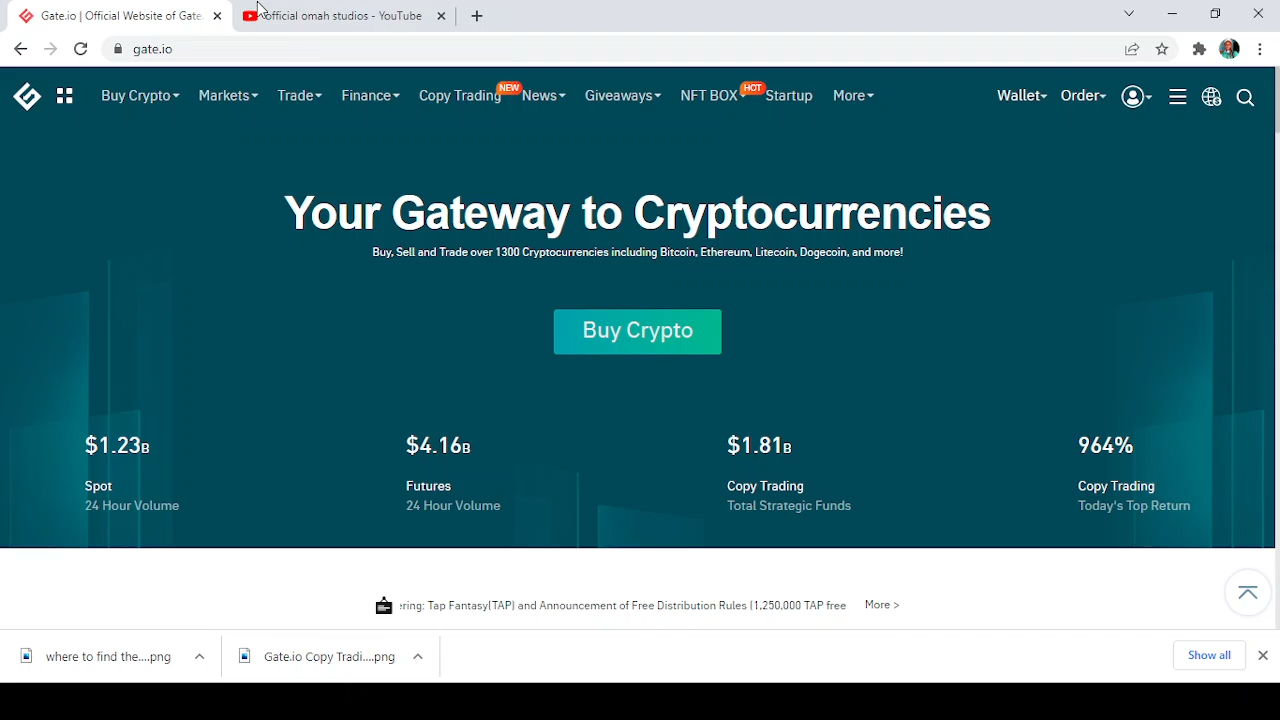 Gate.io | Official Website of Gate.
official omah studios - YouTube
gate.io
Buy Crypto
Markets
Trade
Finance
Copy Trading
NEW
News
Giveaways
NFT BOX
HOT
Startup
More
Wallet
Order
Your Gateway to Cryptocurrencies
Buy, Sell and Trade over 1300 Cryptocurrencies including Bitcoin, Ethereum, Litecoin, Dogecoin, and more!
Buy Crypto
$1.23B
$4.16B
$1.81B
964%
Spot
Futures
Copy Trading
Copy Trading
24 Hour Volume
24 Hour Volume
Total Strategic Funds
Today's Top Return
ering: Tap Fantasy(TAP) and Announcement of Free Distribution Rules (1,250,000 TAP free
More >
where to find the....png
Gate.io Copy Tradi....png
Show all